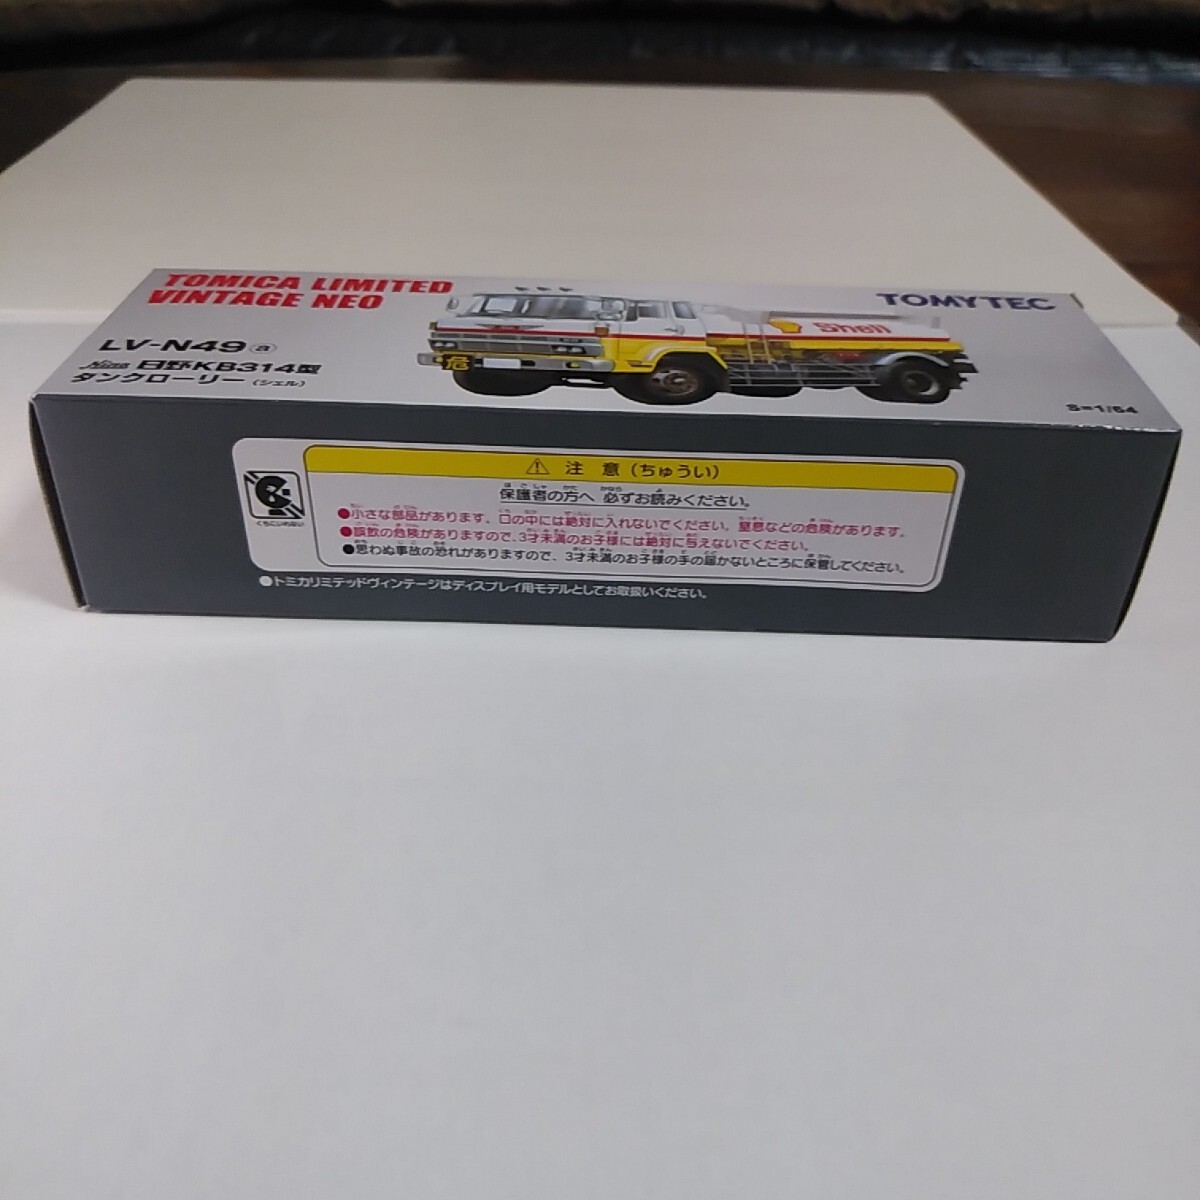 TOMICA LIMITED
VINTAGE NEO
TOMYTEC
LV-N49 ⓐ
Hino 日野KB314型
タンクローリー (シェル)
危
Shell
S=1/64
⚠ 注 意 (ちゅうい)
保護者の方へ 必ずお読みください。
●小さな部品があります、口の中には絶対に入れないでください。窒息などの危険があります。
●誤飲の危険がありますので、3才未満のお子様には絶対に与えないでください。
●思わぬ事故の恐れがありますので、3才未満のお子様の手の届かないところに保管してください。
くちにいれない
●トミカリミテッドヴィンテージはディスプレイ用モデルとしてお取扱いください。